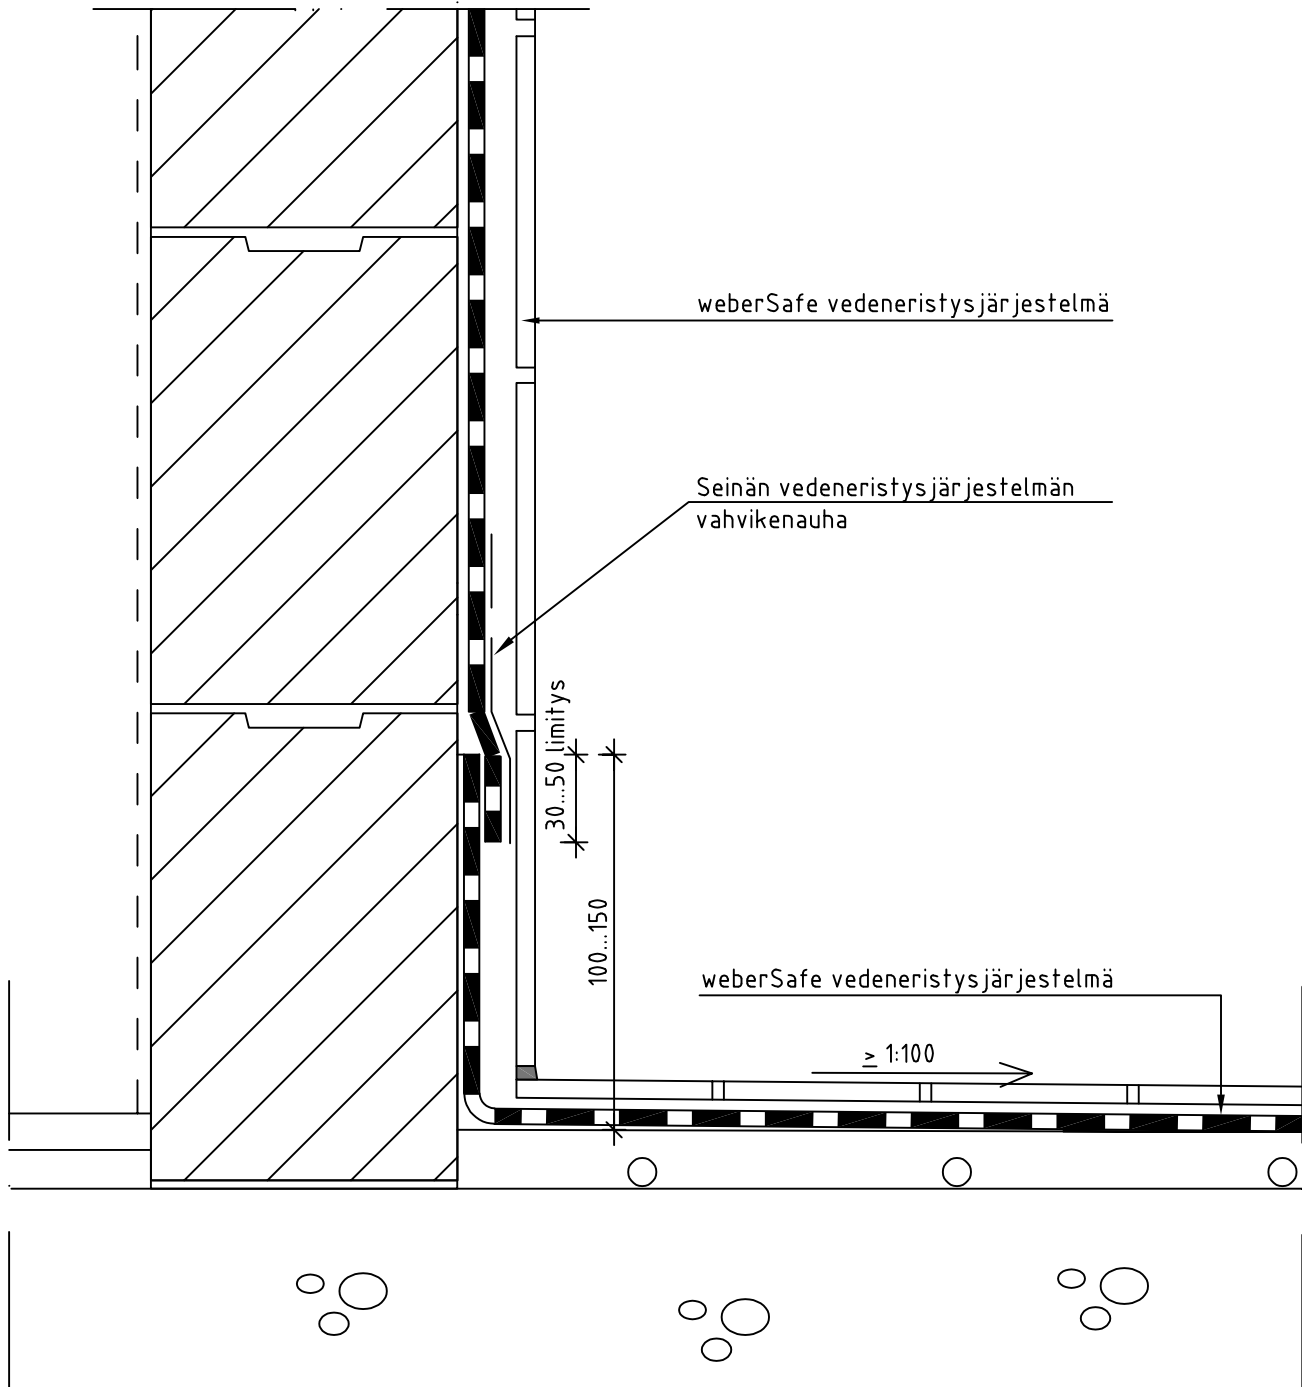 weberSafe vedeneristysjärjestelmä
Seinän vedeneristysjärjestelmän
vahvikenauha
30...50 limitys
100...150
weberSafe vedeneristysjärjestelmä
≥ 1:100